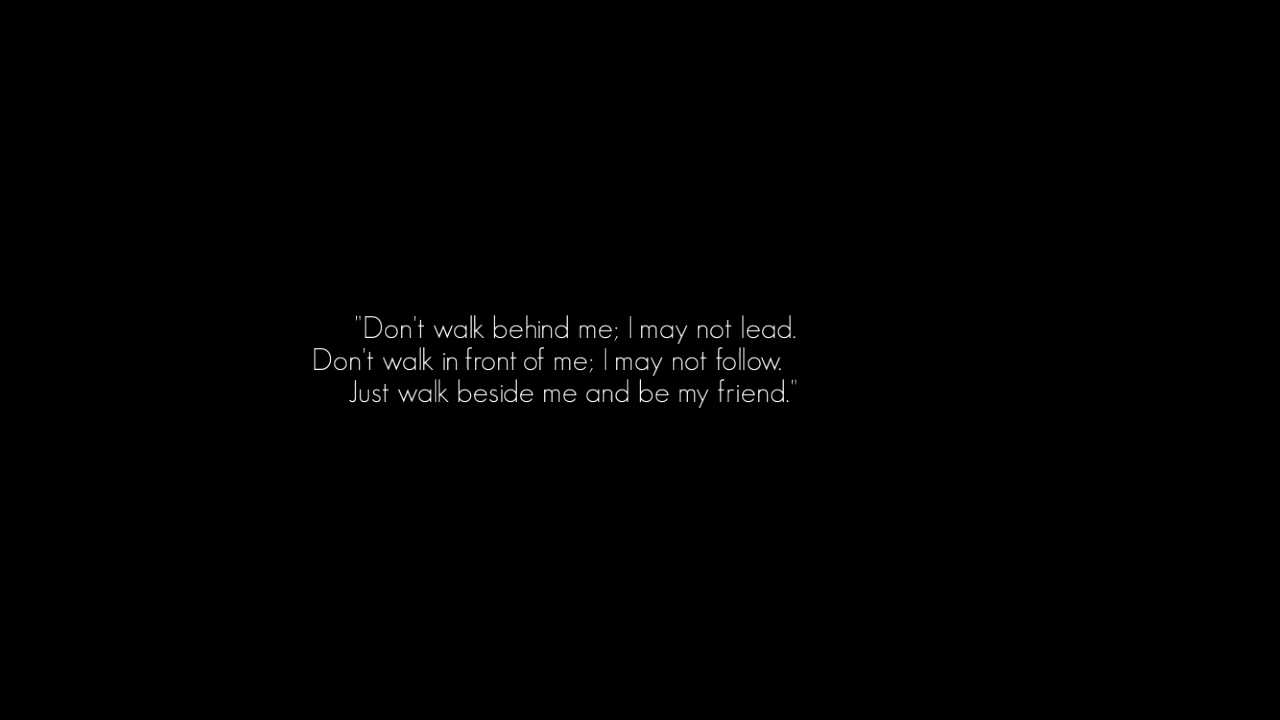 "Don't walk behind me; I may not lead.
Don't walk in front of me; I may not follow.
Just walk beside me and be my friend."